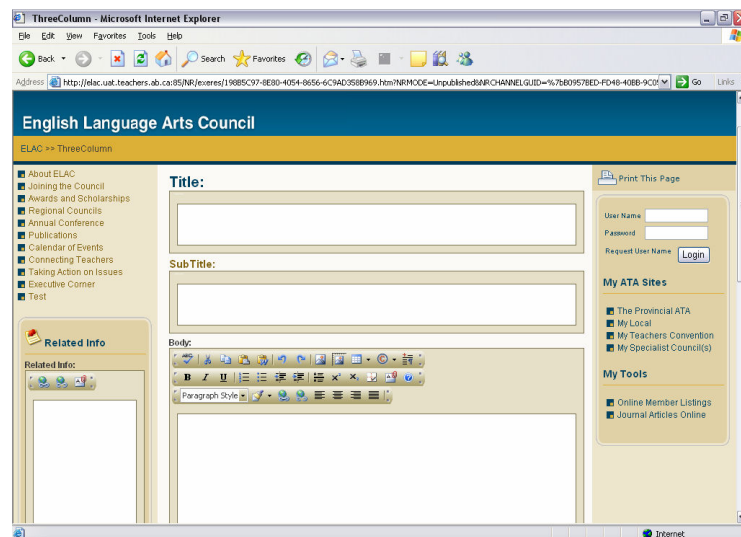 ThreeColumn - Microsoft Internet Explorer
File Edit View Favorites Tools Help
Back Search Favorites
Address http://elac.uat.teachers.ab.ca:85/NR/exeres/19885C97-8E80-4054-8656-6C9AD358B969.htm?NRMODE=Unpublished&NRCHANNELGUID=%7bB0957BED-FD48-40BB-9C0 Go Links
English Language Arts Council
ELAC >> ThreeColumn
About ELAC
Joining the Council
Awards and Scholarships
Regional Councils
Annual Conference
Publications
Calendar of Events
Connecting Teachers
Taking Action on Issues
Executive Corner
Test
Related Info
Related Info:
Title:
SubTitle:
Body:
B I U
Paragraph Style
Print This Page
User Name
Password
Request User Name Login
My ATA Sites
The Provincial ATA
My Local
My Teachers Convention
My Specialist Council(s)
My Tools
Online Member Listings
Journal Articles Online
Internet